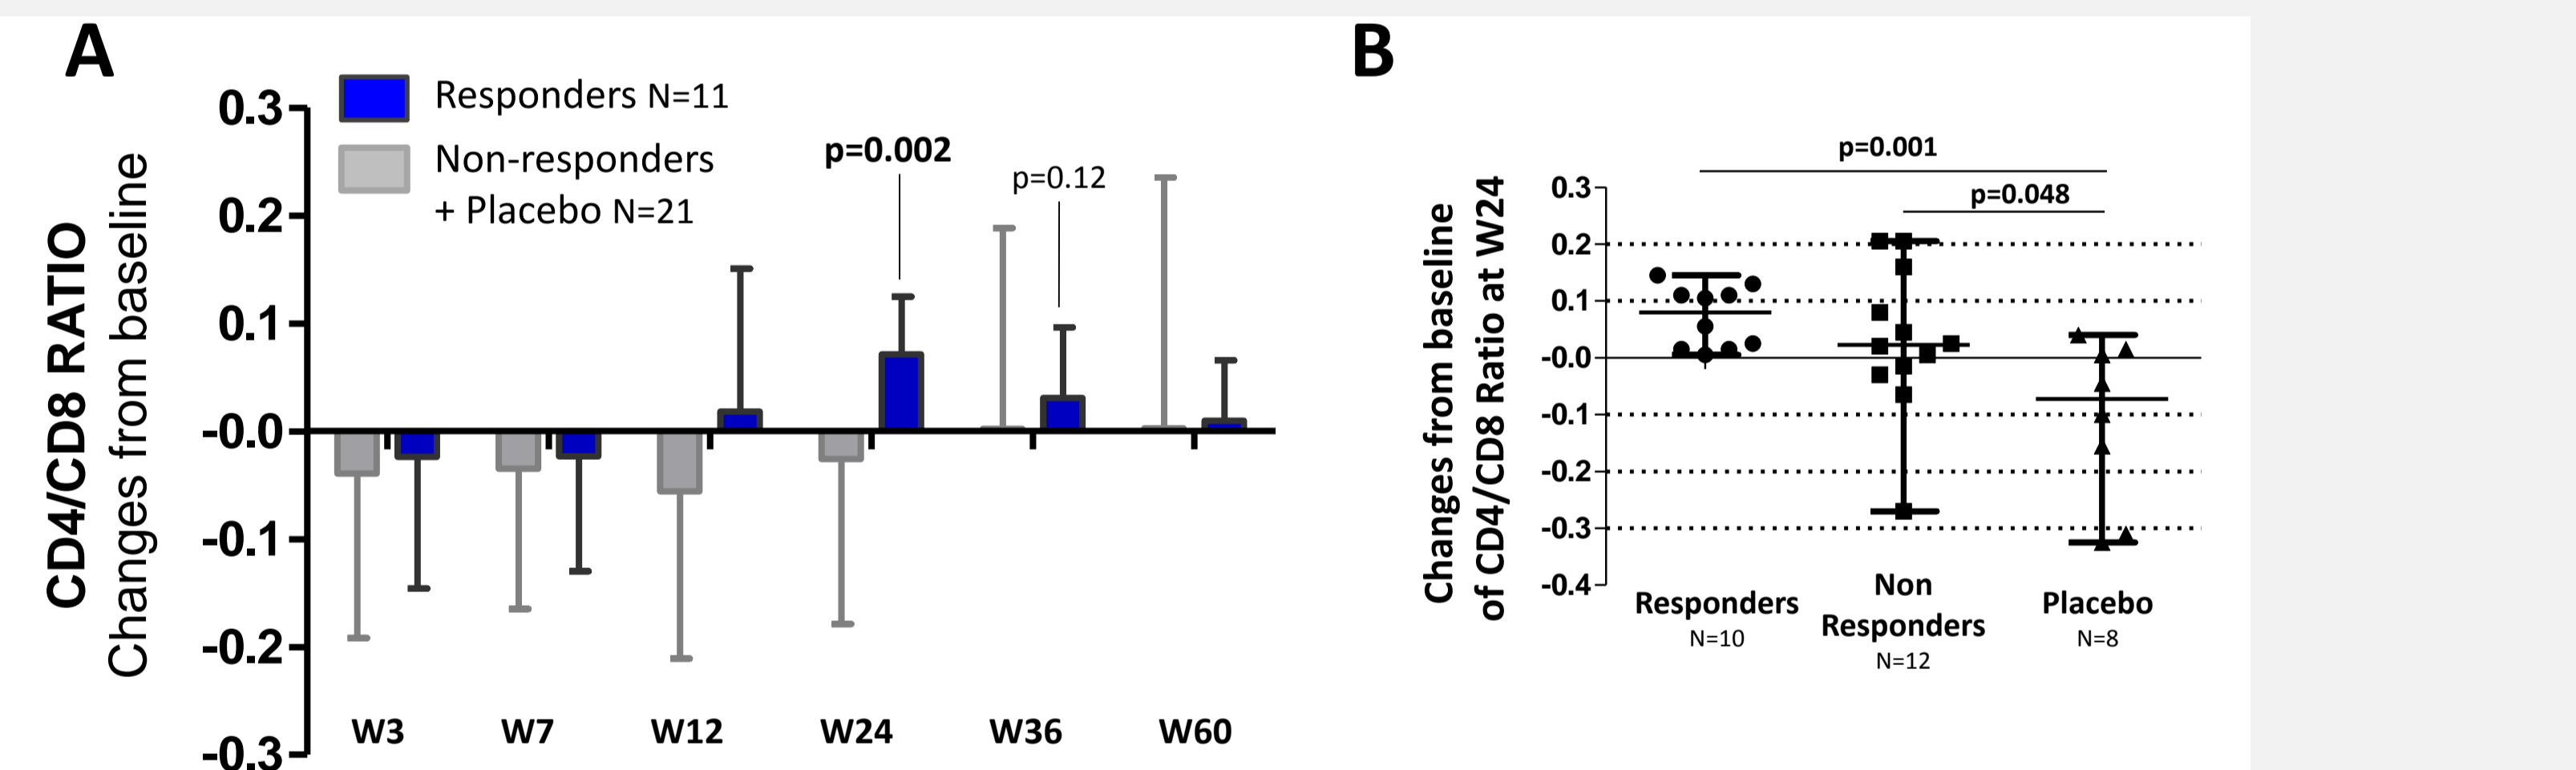 A
Responders N=11
Non-responders
+ Placebo N=21
CD4/CD8 RATIO
Changes from baseline
0.3
0.2
0.1
-0.0
-0.1
-0.2
-0.3
p=0.002
p=0.12
W3 W7 W12 W24 W36 W60
B
p=0.001
p=0.048
Changes from baseline
of CD4/CD8 Ratio at W24
0.3
0.2
0.1
-0.0
-0.1
-0.2
-0.3
-0.4
Responders
N=10
Non
Responders
N=12
Placebo
N=8